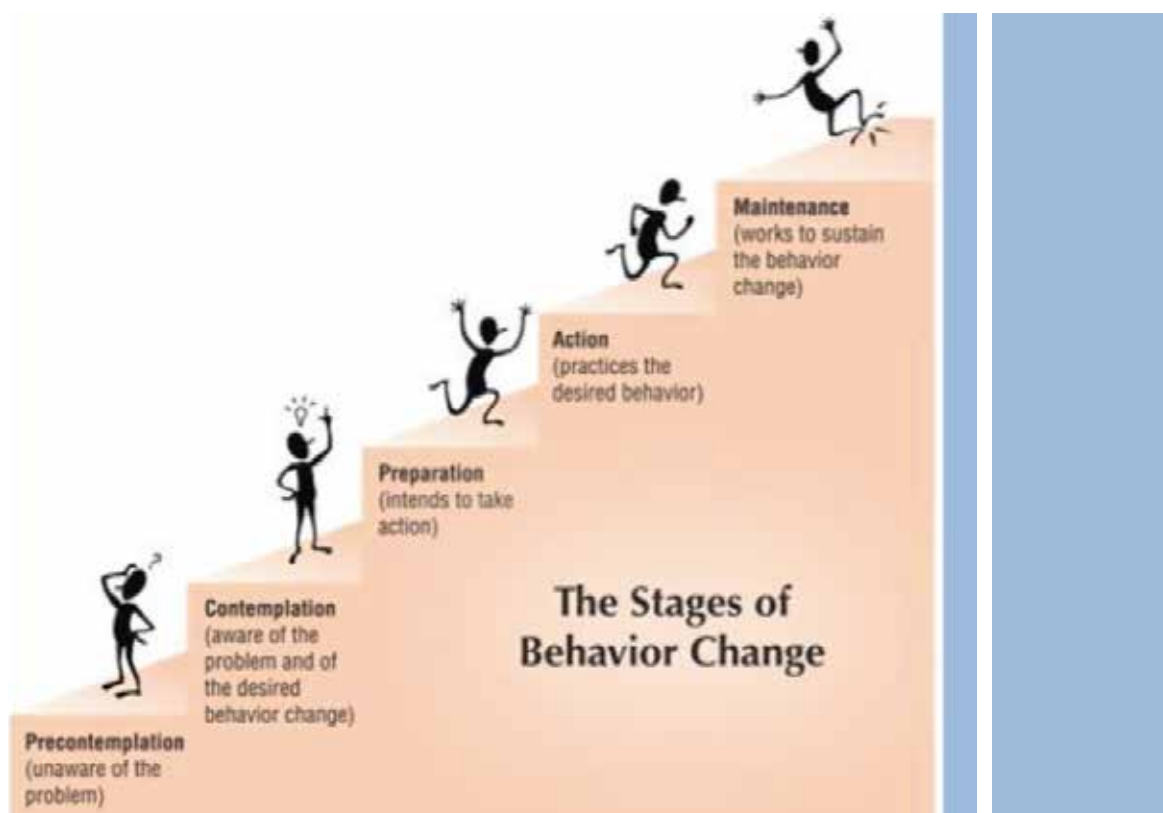 Maintenance
(works to sustain
the behavior
change)
Action
(practices the
desired behavior)
Preparation
(intends to take
action)
Contemplation
(aware of the
problem and of
the desired
behavior change)
Precontemplation
(unaware of the
problem)
The Stages of
Behavior Change